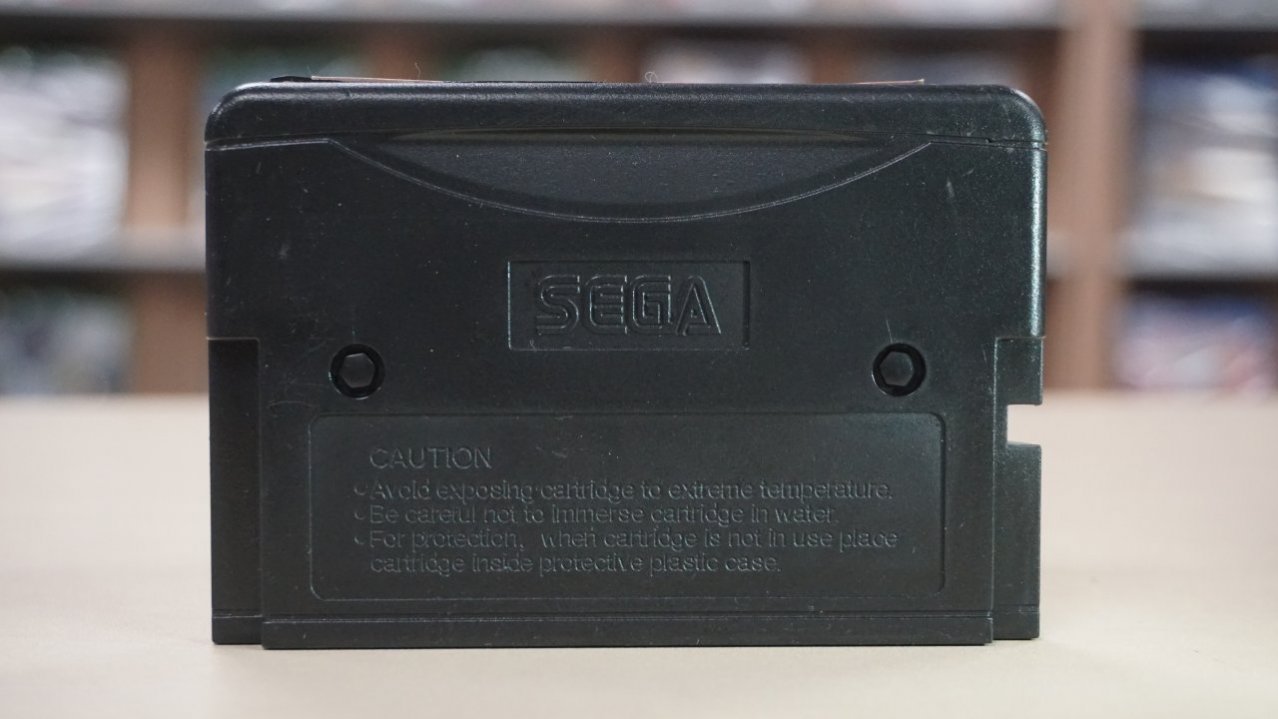 SEGA
CAUTION
•Avoid exposing cartridge to extreme temperature.
•Be careful not to immerse cartridge in water.
•For protection, when cartridge is not in use place
cartridge inside protective plastic case.